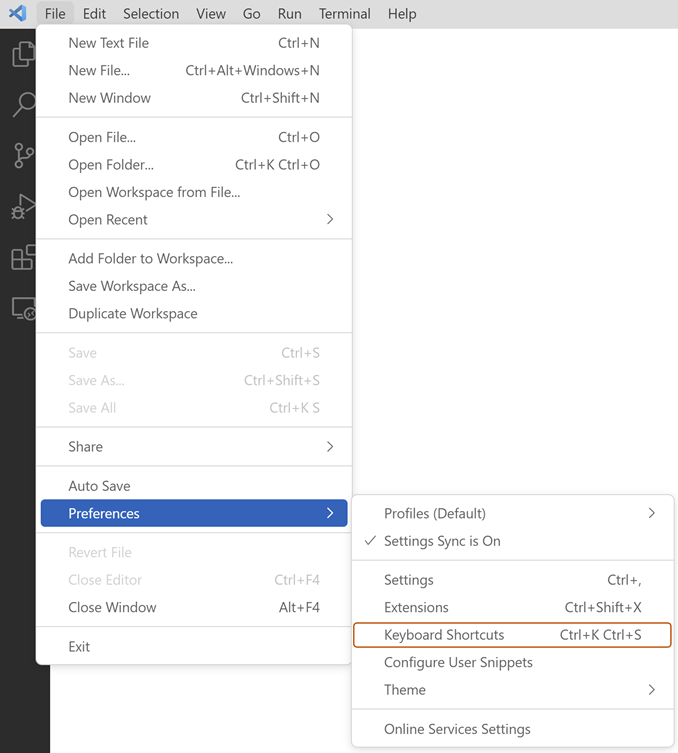 File Edit Selection View Go Run Terminal Help
New Text File Ctrl+N
New File... Ctrl+Alt+Windows+N
New Window Ctrl+Shift+N
Open File... Ctrl+O
Open Folder... Ctrl+K Ctrl+O
Open Workspace from File...
Open Recent
Add Folder to Workspace...
Save Workspace As...
Duplicate Workspace
Save Ctrl+S
Save As... Ctrl+Shift+S
Save All Ctrl+K S
Share
Auto Save
Preferences
Revert File
Close Editor Ctrl+F4
Close Window Alt+F4
Exit
Profiles (Default)
Settings Sync is On
Settings Ctrl+,
Extensions Ctrl+Shift+X
Keyboard Shortcuts Ctrl+K Ctrl+S
Configure User Snippets
Theme
Online Services Settings